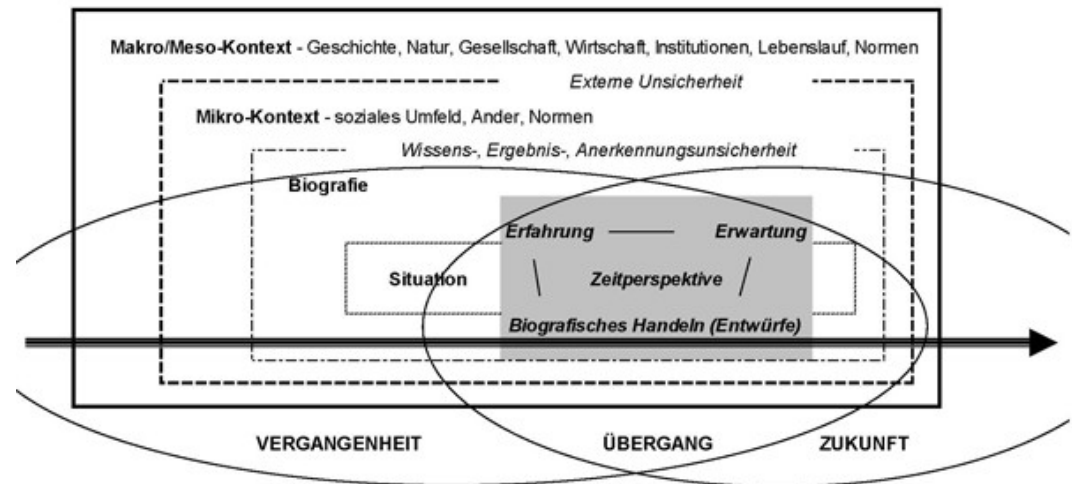 Makro/Meso-Kontext - Geschichte, Natur, Gesellschaft, Wirtschaft, Institutionen, Lebenslauf, Normen
Externe Unsicherheit
Mikro-Kontext - soziales Umfeld, Ander, Normen
Wissens-, Ergebnis-, Anerkennungsunsicherheit
Biografie
Erfahrung Erwartung
Situation Zeitperspektive
Biografisches Handeln (Entwürfe)
VERGANGENHEIT ÜBERGANG ZUKUNFT